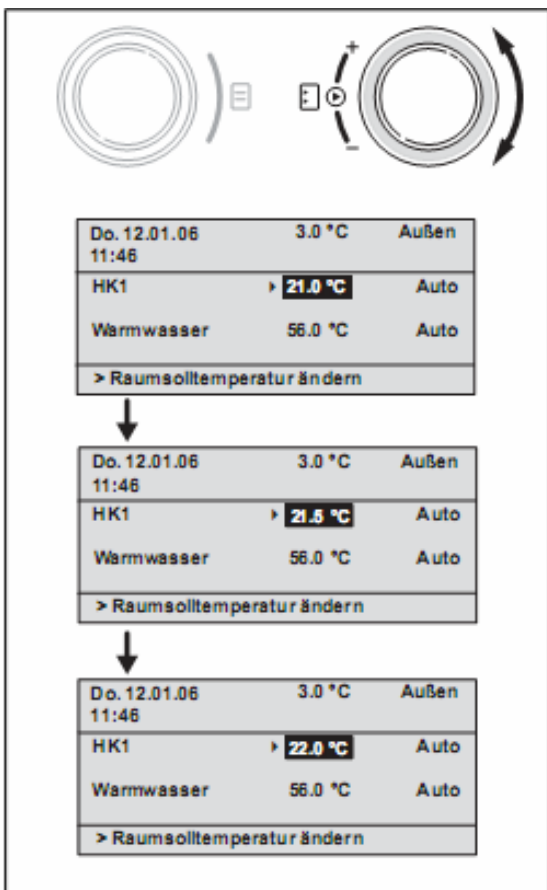 +
−
Do. 12.01.06 3.0 °C Außen
11:46
HK1 21.0 °C Auto
Warmwasser 56.0 °C Auto
> Raumsolltemperatur ändern
Do. 12.01.06 3.0 °C Außen
11:46
HK1 21.5 °C Auto
Warmwasser 56.0 °C Auto
> Raumsolltemperatur ändern
Do. 12.01.06 3.0 °C Außen
11:46
HK1 22.0 °C Auto
Warmwasser 56.0 °C Auto
> Raumsolltemperatur ändern